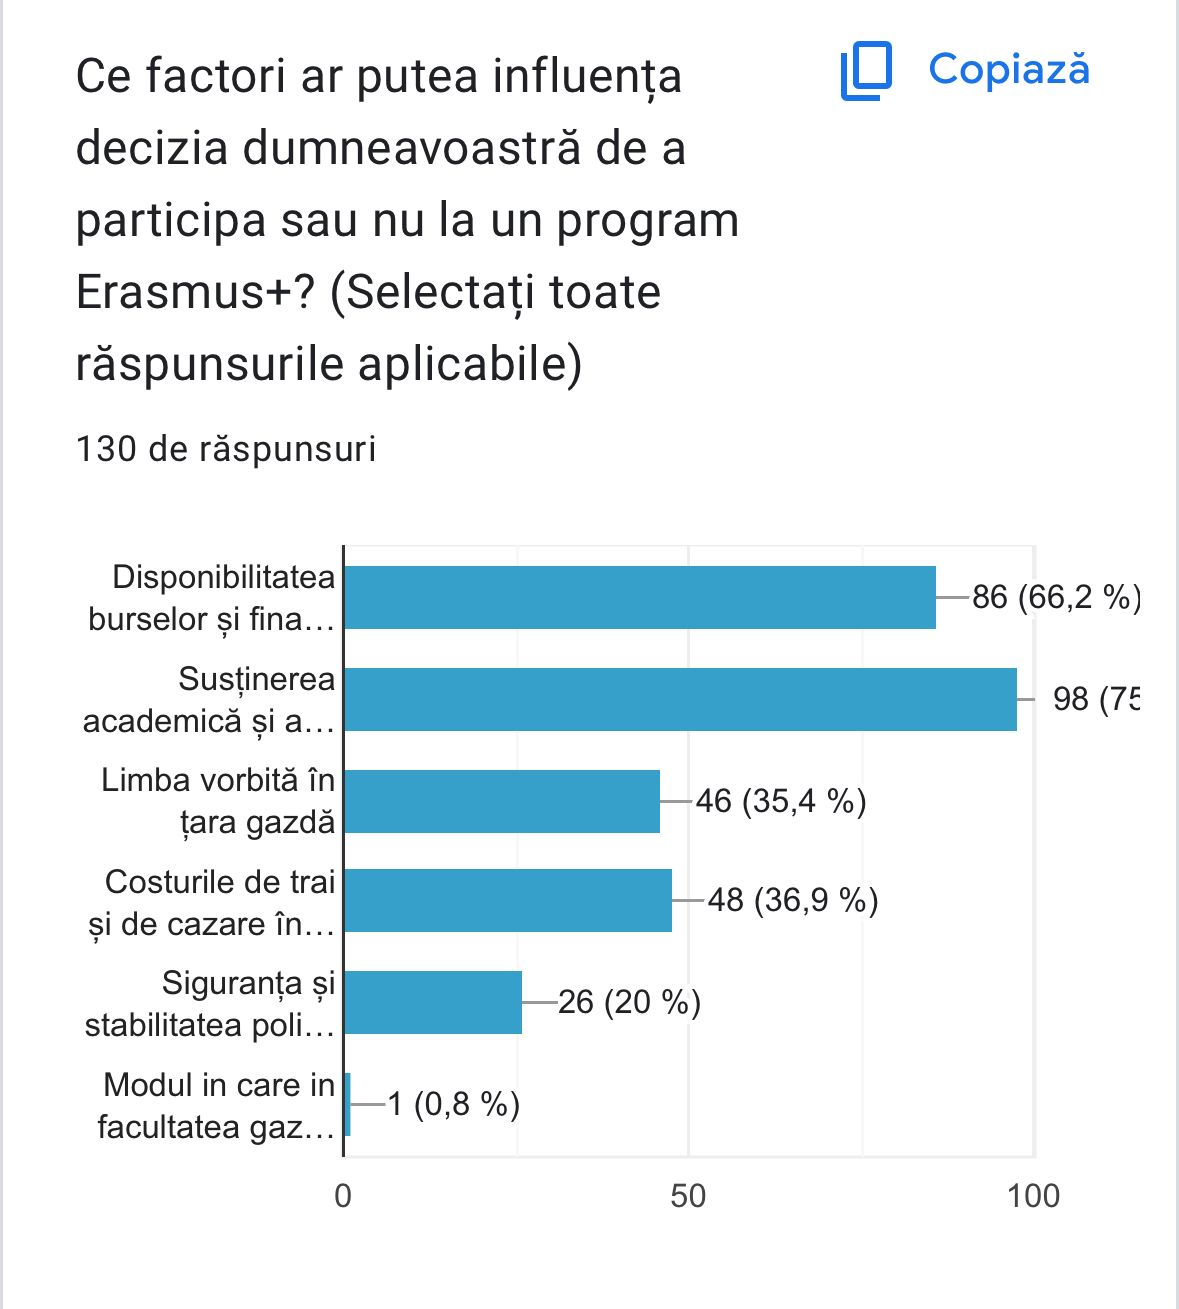 Ce factori ar putea influența
decizia dumneavoastră de a
participa sau nu la un program
Erasmus+? (Selectați toate
răspunsurile aplicabile)
Copiază
130 de răspunsuri
Disponibilitatea
burselor și fina…
86 (66,2 %)
Susținerea
academică și a…
98 (75
Limba vorbită în
țara gazdă
46 (35,4 %)
Costurile de trai
și de cazare în…
48 (36,9 %)
Siguranța și
stabilitatea poli…
26 (20 %)
Modul in care in
facultatea gaz…
1 (0,8 %)
0 50 100